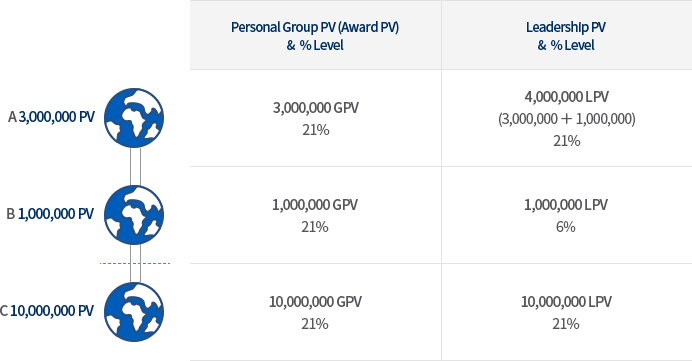 Personal Group PV (Award PV)
& % Level
Leadership PV
& % Level
A 3,000,000 PV
3,000,000 GPV
21%
4,000,000 LPV
(3,000,000 + 1,000,000)
21%
B 1,000,000 PV
1,000,000 GPV
21%
1,000,000 LPV
6%
C 10,000,000 PV
10,000,000 GPV
21%
10,000,000 LPV
21%